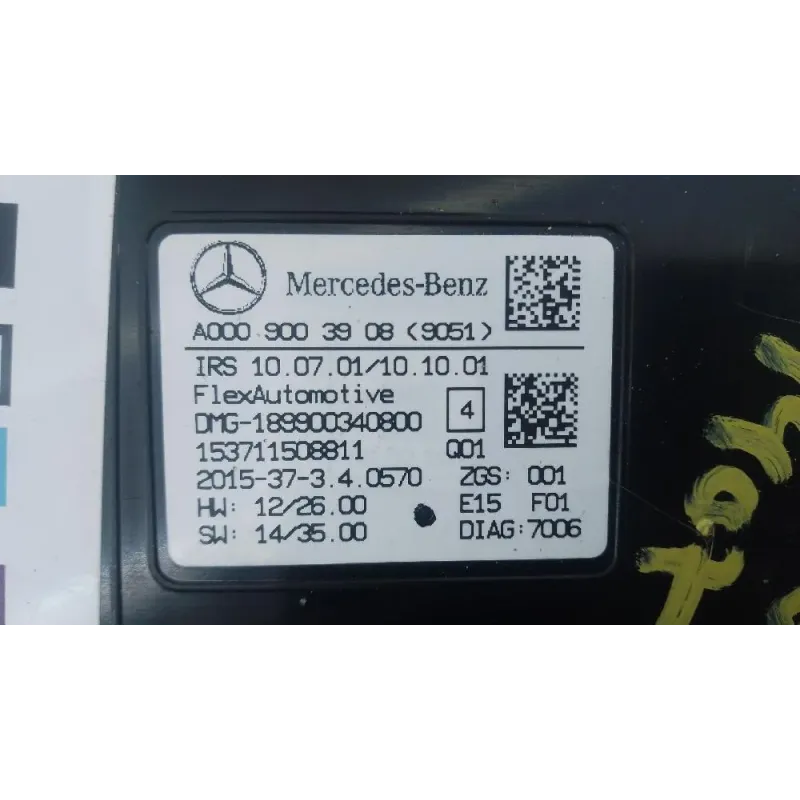 Mercedes-Benz
A000 900 39 08 (9051)
IRS 10.07.01/10.10.01
FlexAutomotive
4
DMG-189900340800
153711508811 Q01
2015-37-3.4.0570 ZGS: 001
HW: 12/26.00 E15 F01
SW: 14/35.00 DIAG:7006